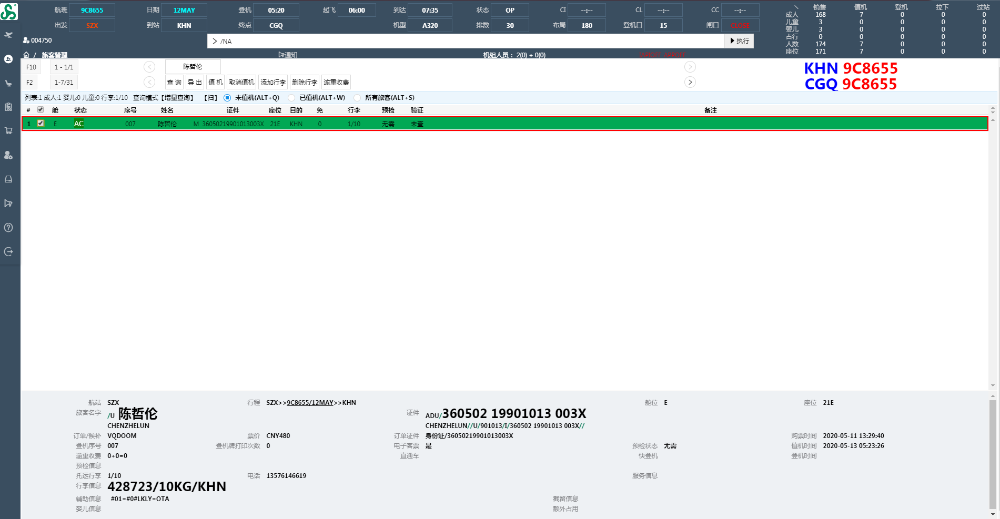 航班 9C8655 日期 12MAY 登机 05:20 起飞 06:00 到达 07:35 状态 OP CI --:-- CL --:-- CC --:--
出发 SZX 到站 KHN 终点 CGQ 机型 A320 排数 30 布局 180 登机口 15 闸口 CLOSE
销售 值机 登机 拉下 过站
成人 168 7 0 0 0
儿童 3 0 0 0 0
婴儿 3 0 0 0 0
占行 0 0 0 0 0
人数 174 7 0 0 0
座位 171 7 0 0 0
004750
/NA 执行
/ 旅客管理 通知 机组人员 : 2(0) + 0(0)
F10 1 - 1/1 陈哲伦
F2 1-7/31 查 询 导 出 值 机 取消值机 添加行李 删除行李 逾重收费
KHN 9C8655
CGQ 9C8655
列表:1 成人:1 婴儿:0 儿童:0 行李:1/10 查询模式【增量查询】 【扫】 未值机(ALT+Q) 已值机(ALT+W) 所有旅客(ALT+S)
# 舱 状态 序号 姓名 证件 座位 目的 免 行李 预检 验证 备注
1 E AC 007 陈哲伦 M 36050219901013003X 21E KHN 0 1/10 无需 未查
航站 SZX 行程 SZX>>9C8655/12MAY>>KHN 舱位 E 座位 21E
旅客名字 /U 陈哲伦 证件 ADU/360502 19901013 003X
CHENZHELUN CHENZHELUN//U/901013/I/360502 19901013 003X//
订单/候补 VQDOOM 票价 CNY480 订单证件 身份证/36050219901013003X 购票时间 2020-05-11 13:29:40
登机序号 007 登机牌打印次数 0 电子客票 是 预检状态 无需 值机时间 2020-05-13 05:23:26
逾重收费 0+0=0 直通车 快登机 登机时间
预检信息
托运行李 1/10 电话 13576146619 服务信息
行李信息 428723/10KG/KHN
辅助信息 #01=#0#LKLY=OTA 截留信息
婴儿信息 额外占用